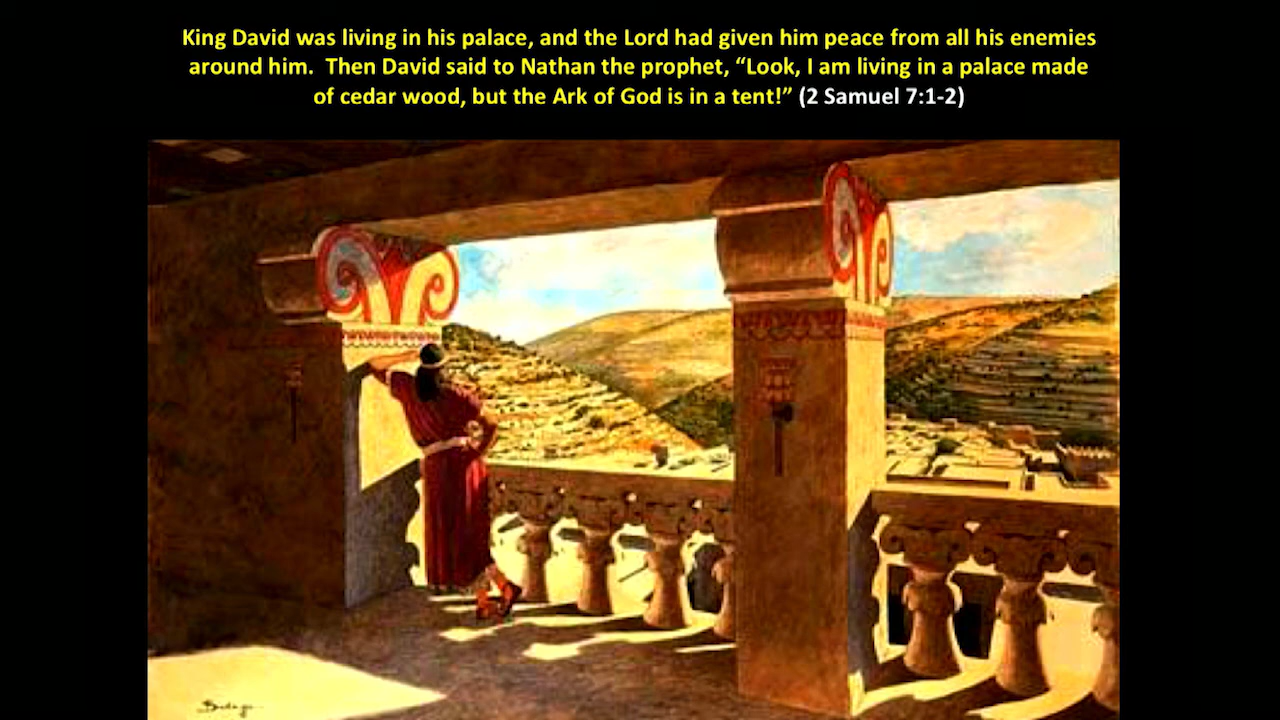 King David was living in his palace, and the Lord had given him peace from all his enemies
around him.  Then David said to Nathan the prophet, “Look, I am living in a palace made
of cedar wood, but the Ark of God is in a tent!” (2 Samuel 7:1-2)